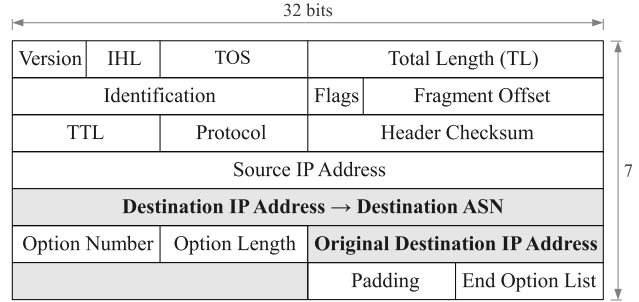 32 bits
Version IHL TOS Total Length (TL)
Identification Flags Fragment Offset
TTL Protocol Header Checksum
Source IP Address
7
Destination IP Address → Destination ASN
Option Number Option Length Original Destination IP Address
Padding End Option List